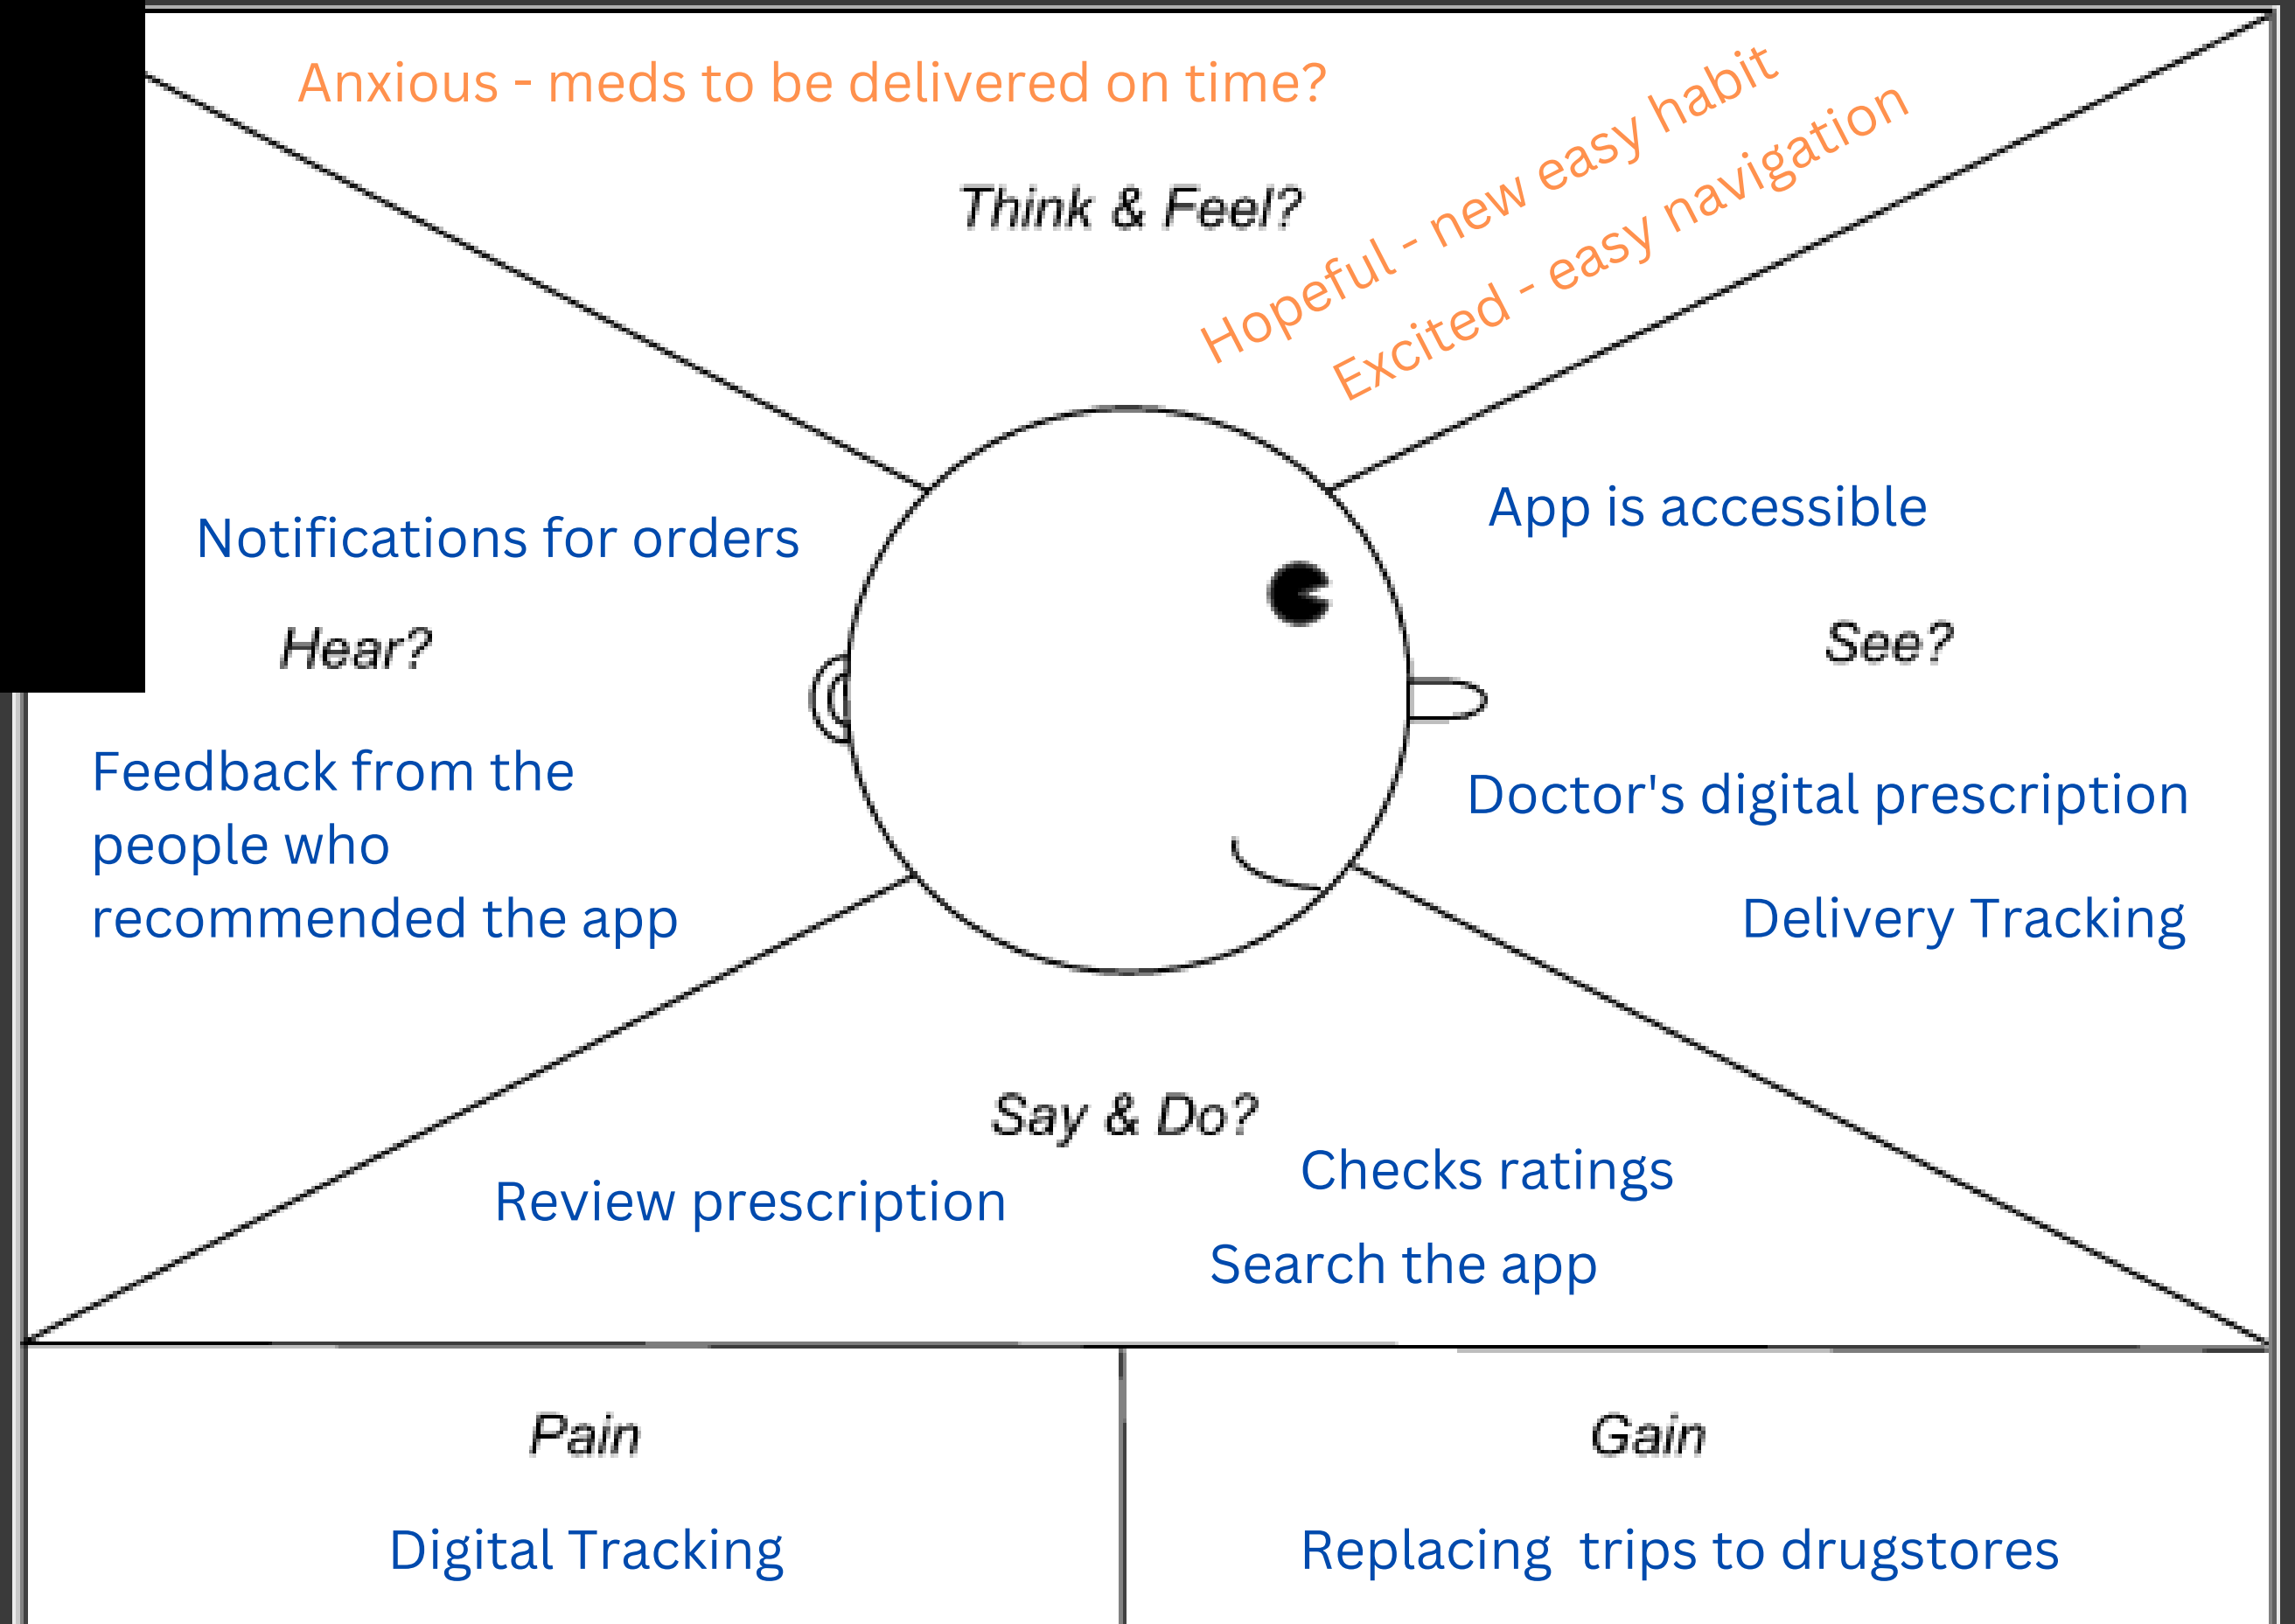 Anxious - meds to be delivered on time?
Think & Feel?
Hopeful - new easy habit
Excited - easy navigation
Notifications for orders
Hear?
Feedback from the
people who
recommended the app
App is accessible
See?
Doctor's digital prescription
Delivery Tracking
Say & Do?
Review prescription
Checks ratings
Search the app
Pain
Digital Tracking
Gain
Replacing  trips to drugstores